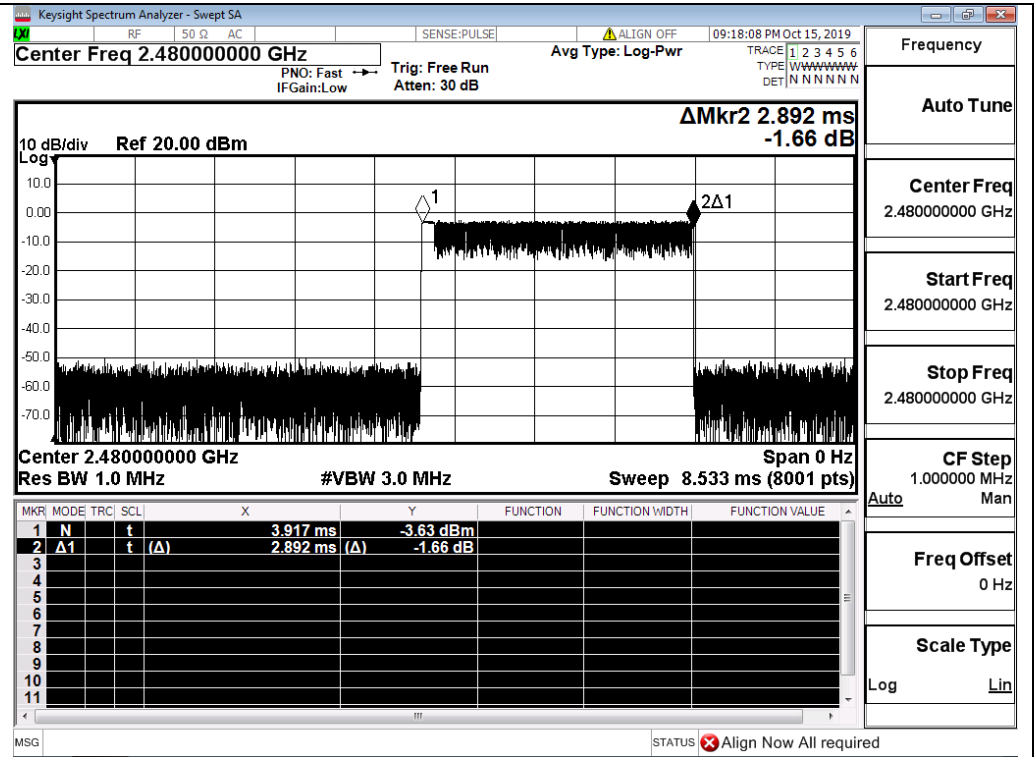 Keysight Spectrum Analyzer - Swept SA
LXI RF 50 Ω AC SENSE:PULSE ALIGN OFF 09:18:08 PM Oct 15, 2019
Center Freq 2.480000000 GHz
PNO: Fast
IFGain:Low
Trig: Free Run
Atten: 30 dB
Avg Type: Log-Pwr
TRACE 1 2 3 4 5 6
TYPE WWWWWW
DET N N N N N N
ΔMkr2 2.892 ms
-1.66 dB
10 dB/div Ref 20.00 dBm
Log
10.0
0.00
-10.0
-20.0
-30.0
-40.0
-50.0
-60.0
-70.0
1
2Δ1
Center 2.480000000 GHz Span 0 Hz
Res BW 1.0 MHz #VBW 3.0 MHz Sweep 8.533 ms (8001 pts)
MKR MODE TRC SCL X Y FUNCTION FUNCTION WIDTH FUNCTION VALUE
1 N t 3.917 ms -3.63 dBm
2 Δ1 t (Δ) 2.892 ms (Δ) -1.66 dB
3
4
5
6
7
8
9
10
11
MSG STATUS Align Now All required
Frequency
Auto Tune
Center Freq
2.480000000 GHz
Start Freq
2.480000000 GHz
Stop Freq
2.480000000 GHz
CF Step
1.000000 MHz
Auto Man
Freq Offset
0 Hz
Scale Type
Log Lin